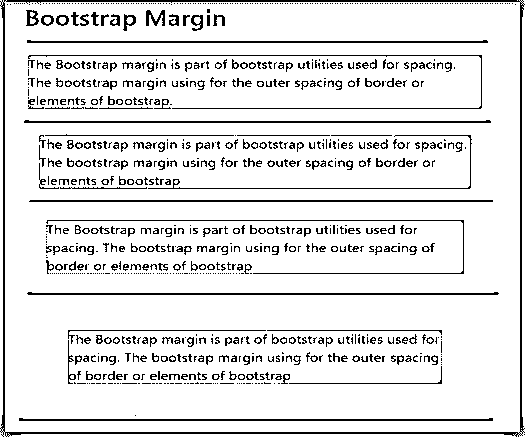 Bootstrap Margin
The Bootstrap margin is part of bootstrap utilities used for spacing.
The bootstrap margin using for the outer spacing of border or
elements of bootstrap.
The Bootstrap margin is part of bootstrap utilities used for spacing.
The bootstrap margin using for the outer spacing of border or
elements of bootstrap
The Bootstrap margin is part of bootstrap utilities used for
spacing. The bootstrap margin using for the outer spacing of
border or elements of bootstrap
The Bootstrap margin is part of bootstrap utilities used for
spacing. The bootstrap margin using for the outer spacing
of border or elements of bootstrap